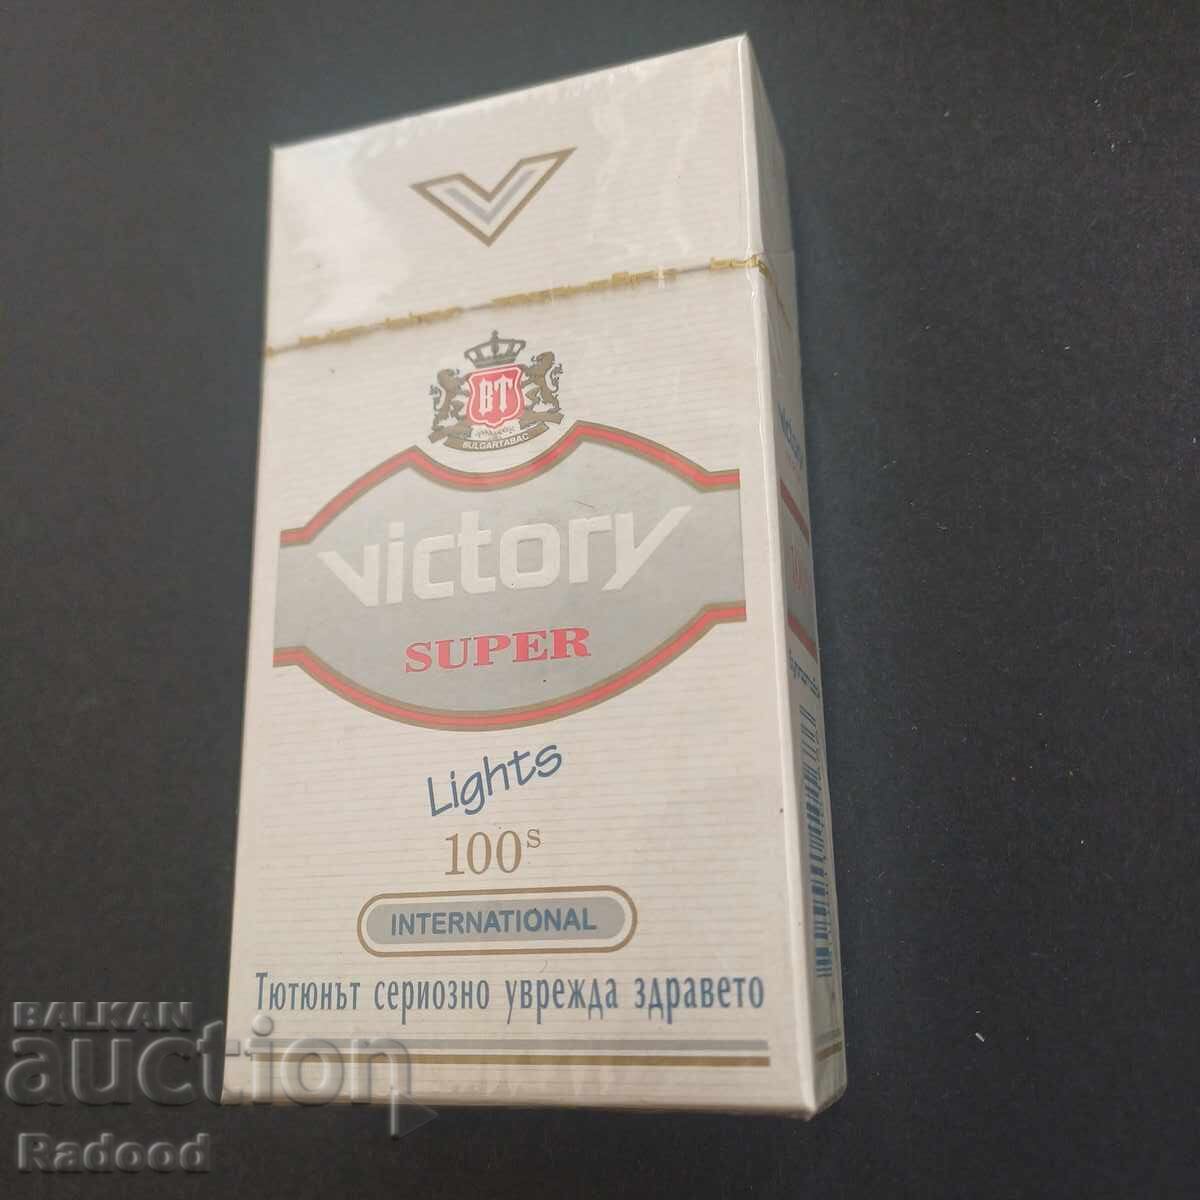 BT
BULGARTABAC
Victory
SUPER
Lights
100s
INTERNATIONAL
Тютюнът сериозно уврежда здравето
BALKAN
auction
Radood